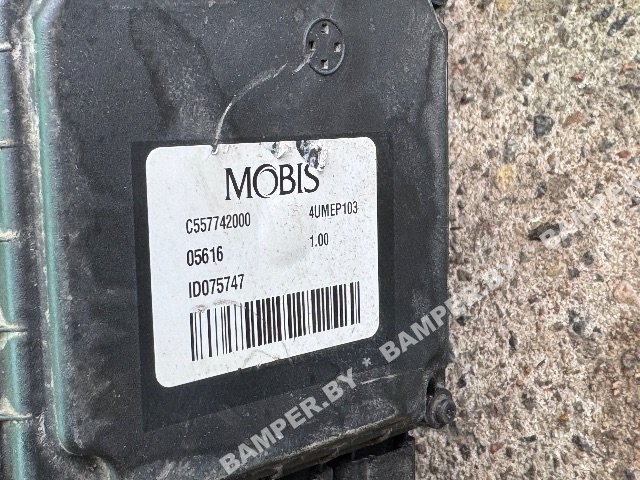 MOBIS
C557742000 4UMEP103
05616 1.00
ID075747
BAMPER.BY * BAMPER.BY